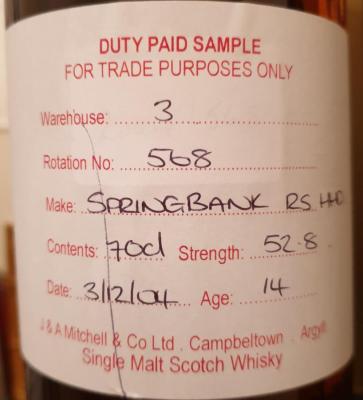 DUTY PAID SAMPLE
FOR TRADE PURPOSES ONLY
Warehouse: 3
Rotation No: 568
Make: SPRINGBANK RS HHD
Contents: 70cl Strength: 52.8
Date: 3/12/04 Age: 14
J & A Mitchell & Co Ltd . Campbeltown . Argyll
Single Malt Scotch Whisky